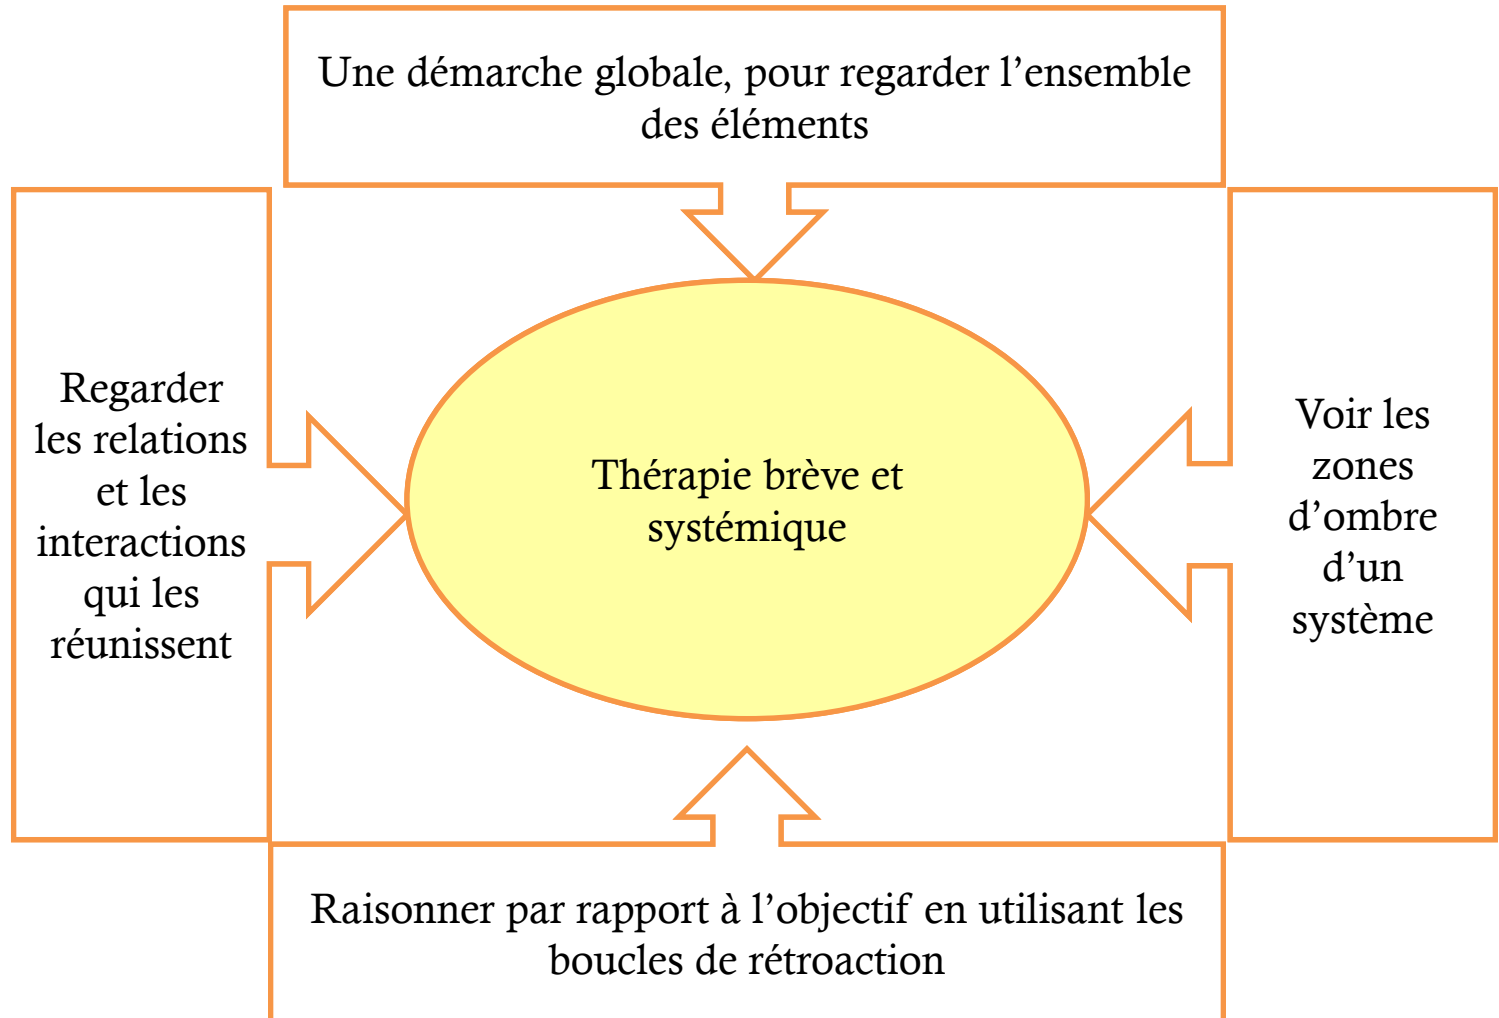 Une démarche globale, pour regarder l’ensemble
des éléments
Regarder
les relations
et les
interactions
qui les
réunissent
Thérapie brève et
systémique
Voir les
zones
d’ombre
d’un
système
Raisonner par rapport à l’objectif en utilisant les
boucles de rétroaction